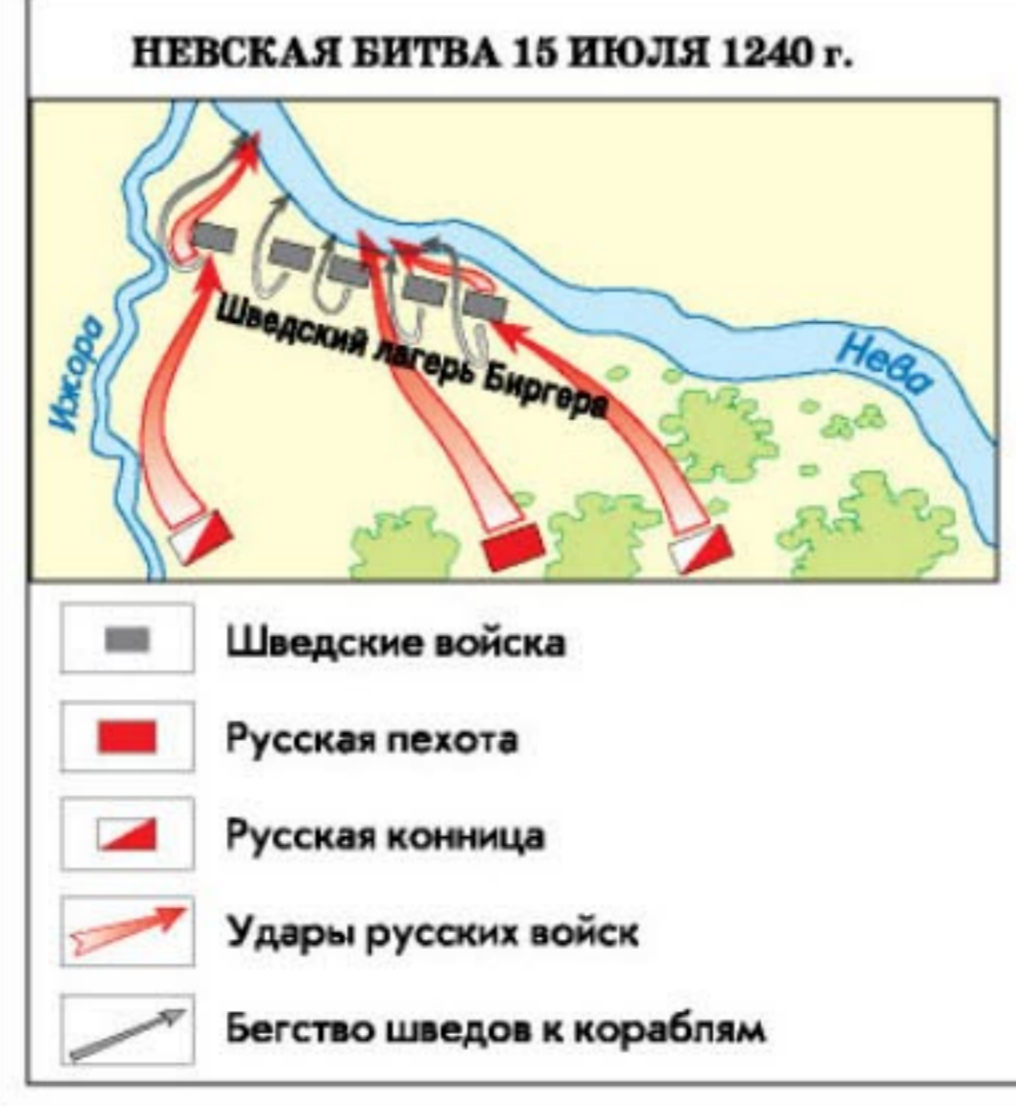 НЕВСКАЯ БИТВА 15 ИЮЛЯ 1240 г.
Ижора
Шведский лагерь Биргера
Нева
Шведские войска
Русская пехота
Русская конница
Удары русских войск
Бегство шведов к кораблям